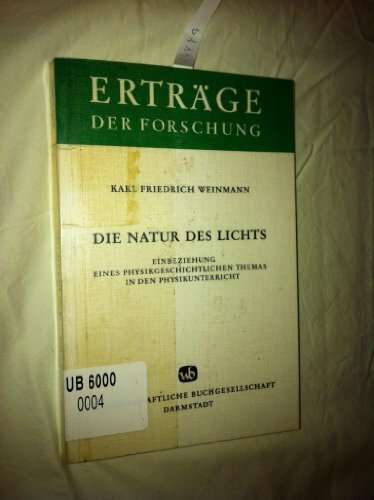 ERTRÄGE
DER FORSCHUNG
KARL FRIEDRICH WEINMANN
DIE NATUR DES LICHTS
EINBEZIEHUNG
EINES PHYSIKGESCHICHTLICHEN THEMAS
IN DEN PHYSIKUNTERRICHT
wb
UB 6000
0004
AFTLICHE BUCHGESELLSCHAFT
DARMSTADT